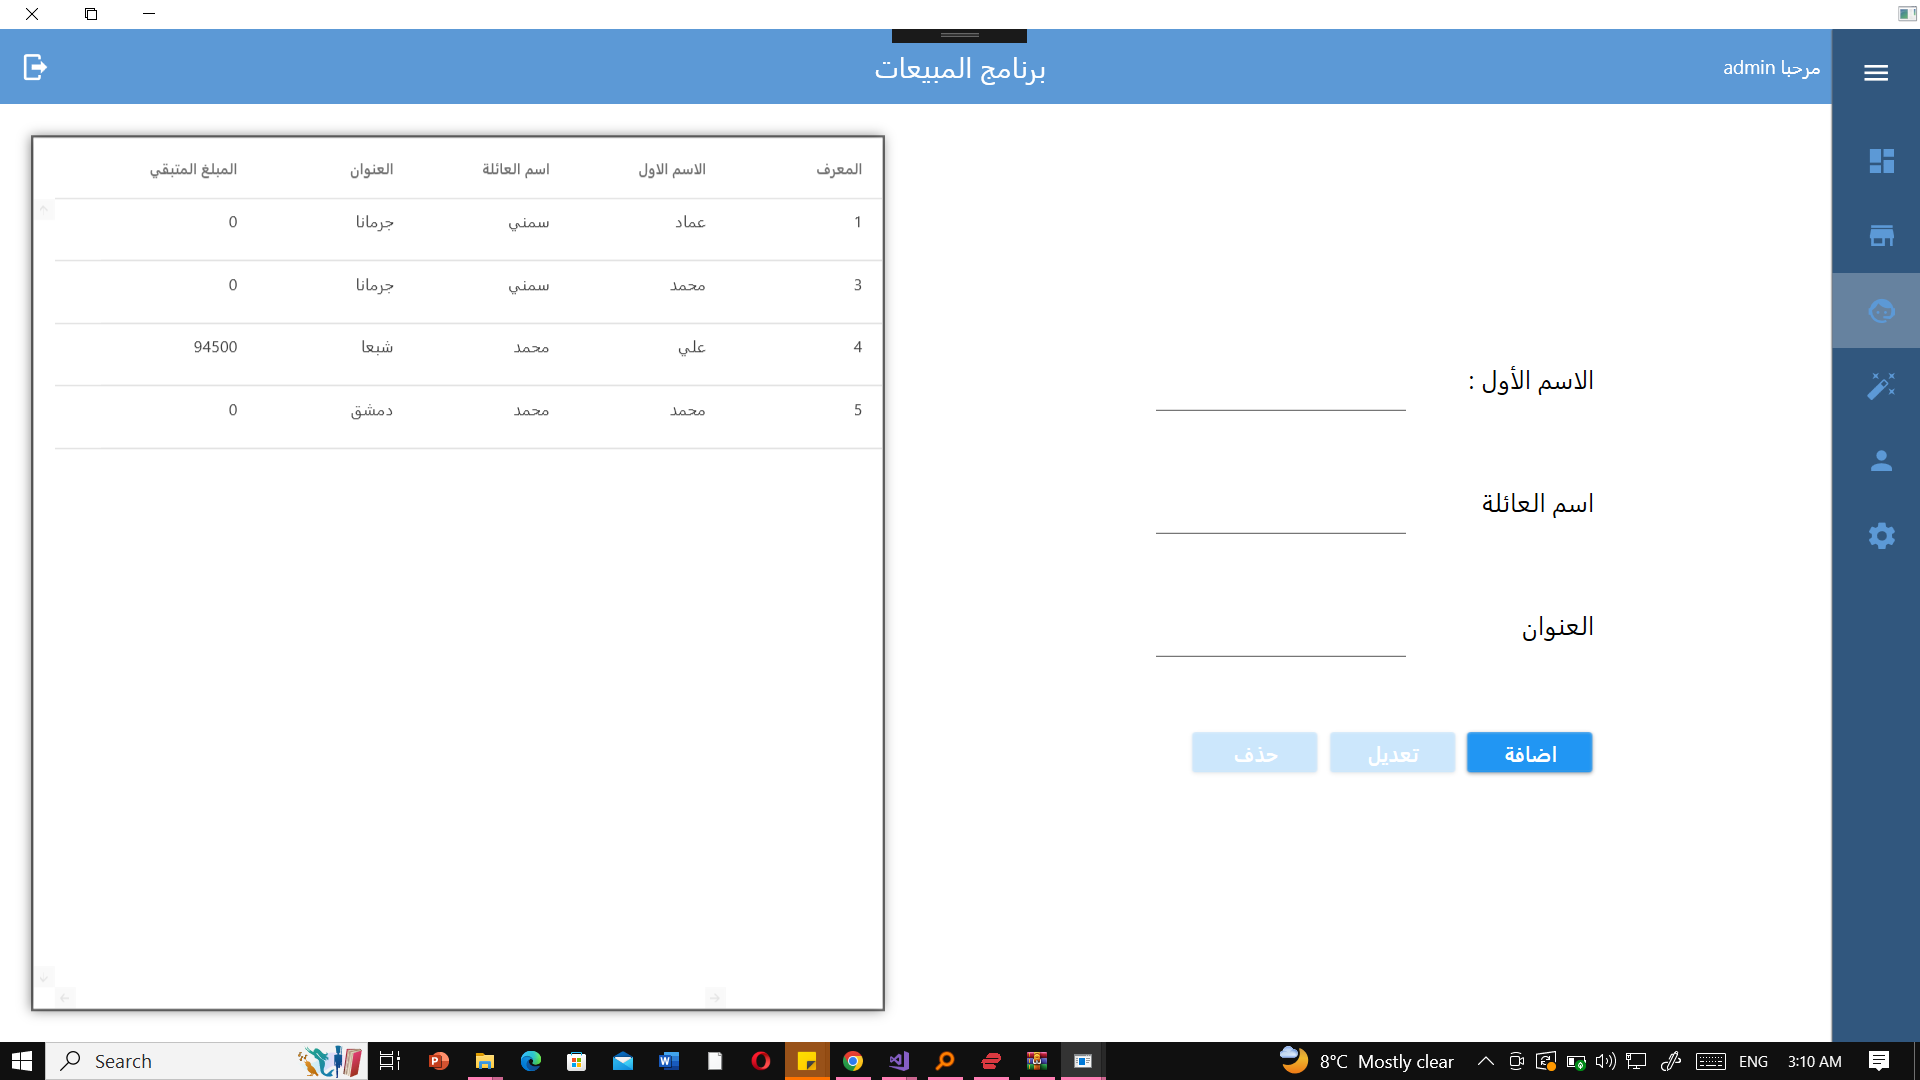 مرحبا admin
برنامج المبيعات
المعرف الاسم الاول اسم العائلة العنوان المبلغ المتبقي
1 عماد سمني جرمانا 0
3 محمد سمني جرمانا 0
4 علي محمد شبعا 94500
5 محمد محمد دمشق 0
الاسم الأول :
اسم العائلة
العنوان
اضافة تعديل حذف
Search 8°C Mostly clear ENG 3:10 AM